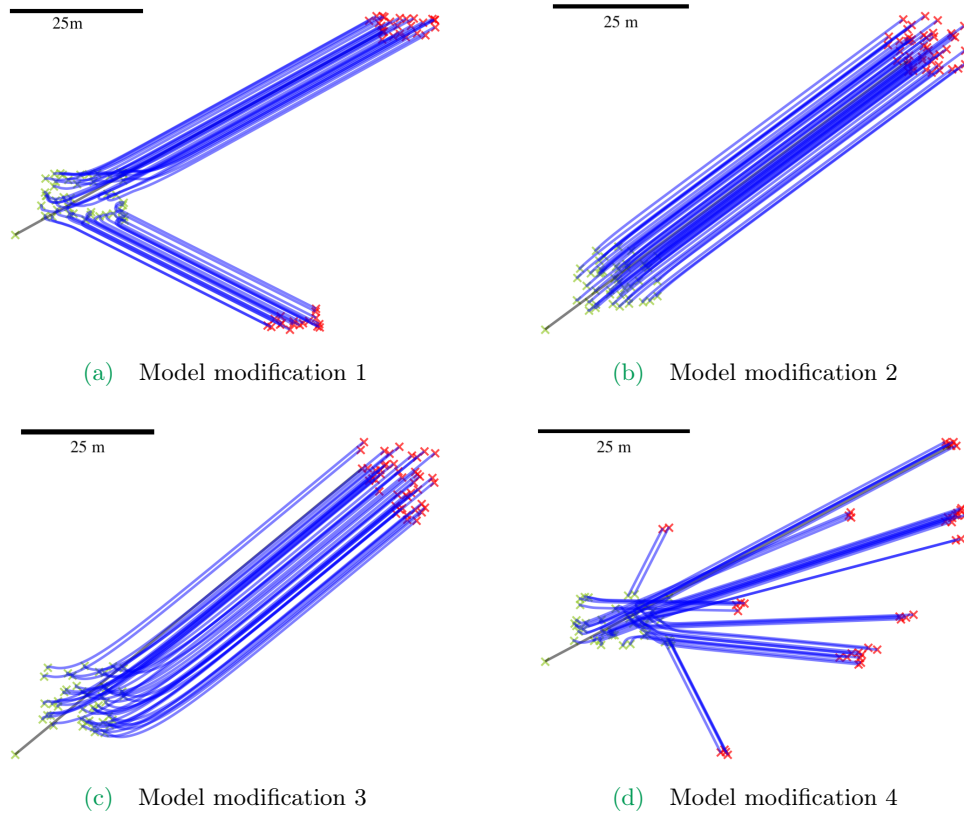 25m
25 m
(a) Model modification 1
(b) Model modification 2
25 m
25 m
(c) Model modification 3
(d) Model modification 4